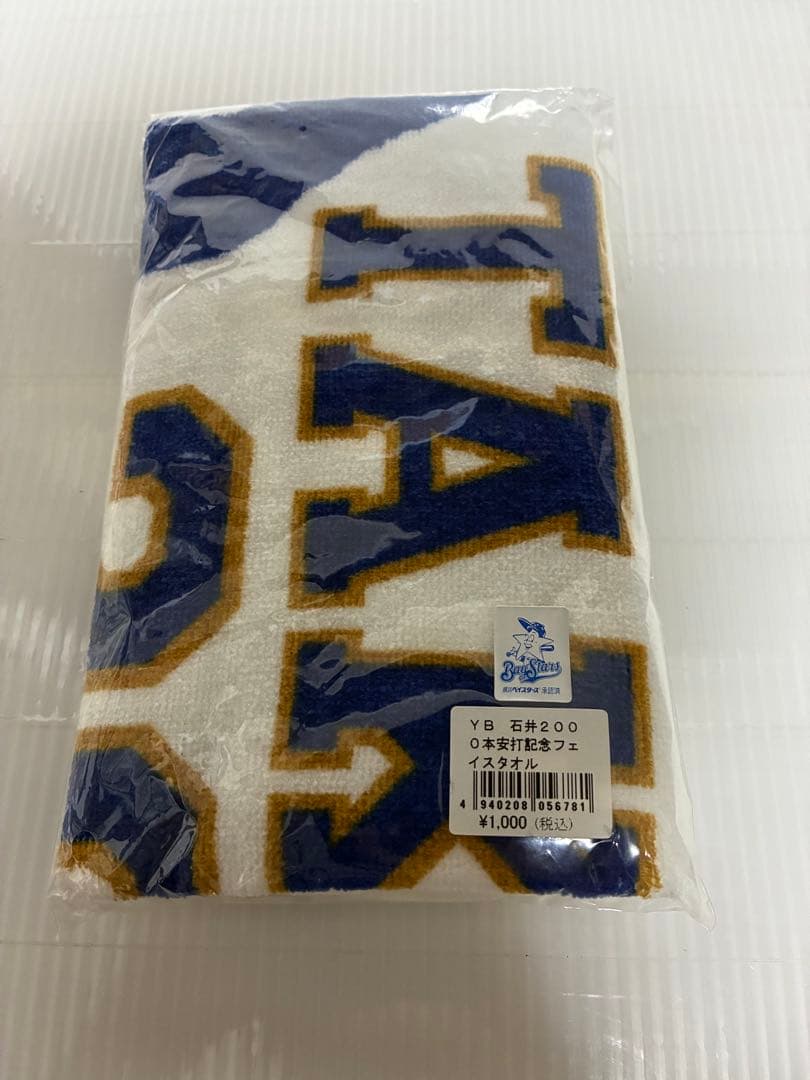 TAK
BayStars
横浜ベイスターズ 承認済
YB 石井200
0本安打記念フェ
イスタオル
4 940208 056781
¥1,000 (税込)